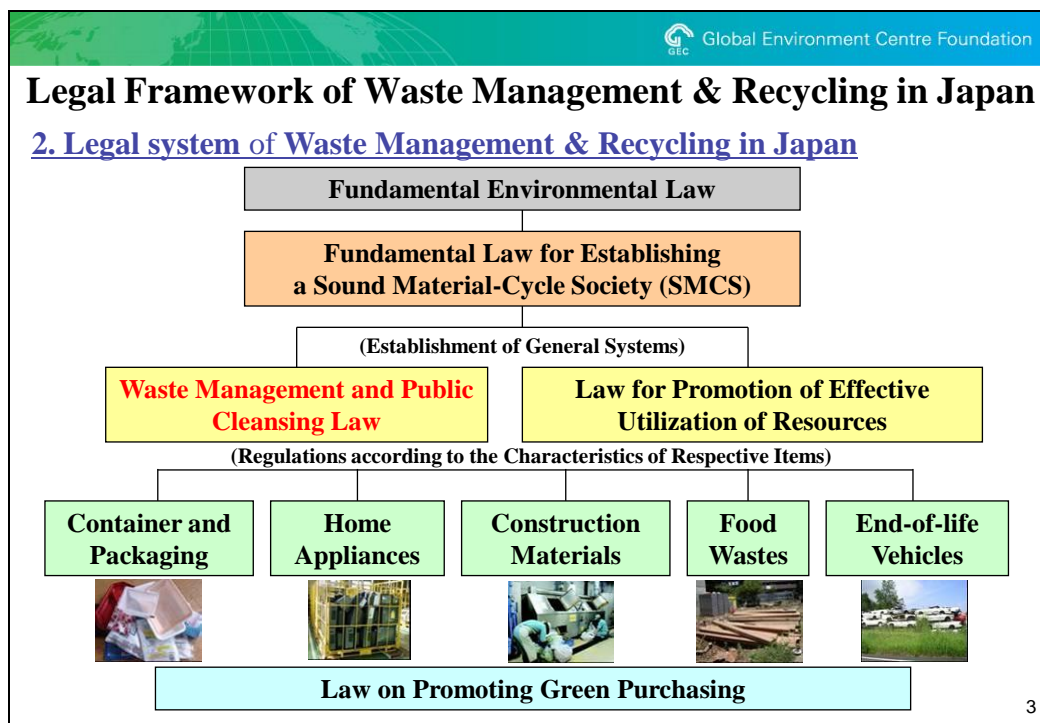 GEC
Global Environment Centre Foundation
Legal Framework of Waste Management & Recycling in Japan
2. Legal system of Waste Management & Recycling in Japan
Fundamental Environmental Law
Fundamental Law for Establishing
a Sound Material-Cycle Society (SMCS)
(Establishment of General Systems)
Waste Management and Public
Cleansing Law
Law for Promotion of Effective
Utilization of Resources
(Regulations according to the Characteristics of Respective Items)
Container and
Packaging
Home
Appliances
Construction
Materials
Food
Wastes
End-of-life
Vehicles
Law on Promoting Green Purchasing
3